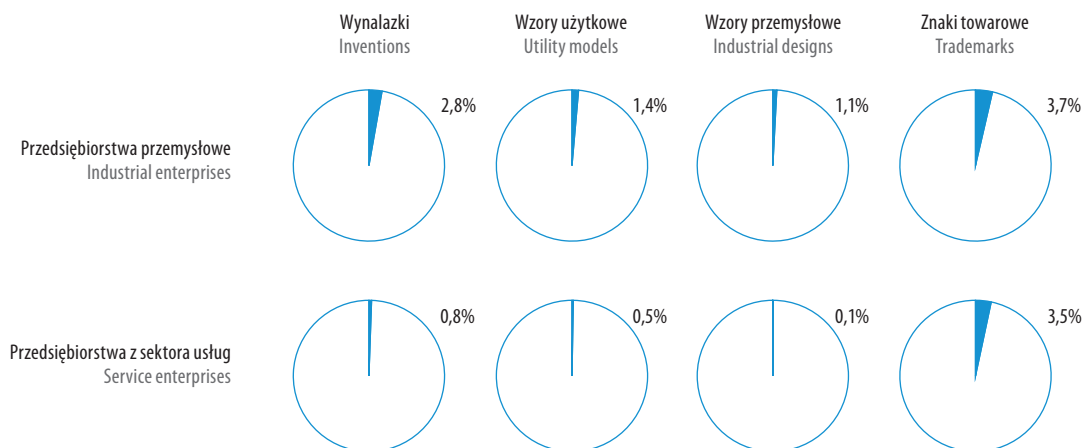 Wynalazki
Inventions
Wzory użytkowe
Utility models
Wzory przemysłowe
Industrial designs
Znaki towarowe
Trademarks
Przedsiębiorstwa przemysłowe
Industrial enterprises
2,8%
1,4%
1,1%
3,7%
Przedsiębiorstwa z sektora usług
Service enterprises
0,8%
0,5%
0,1%
3,5%